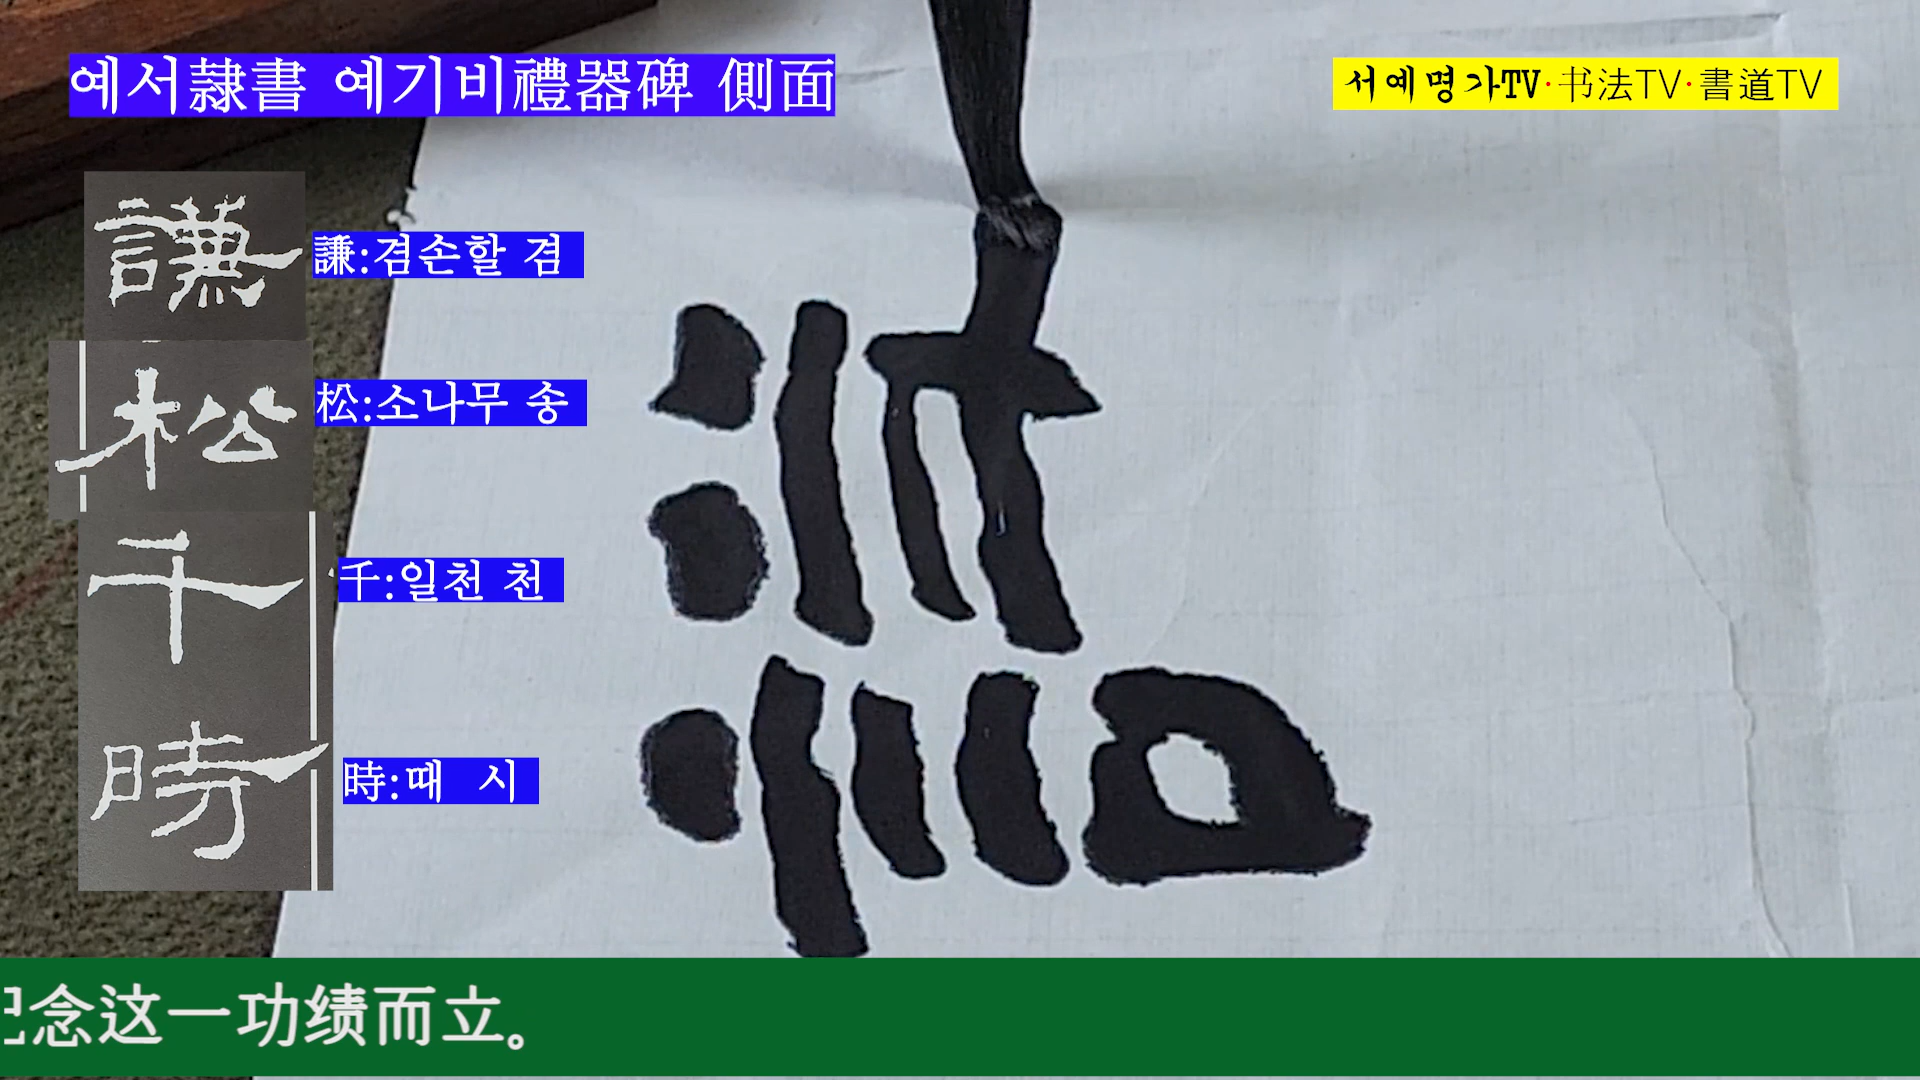 예서隷書 예기비禮器碑 側面
서예명가TV·书法TV·書道TV
謙
謙:겸손할 겸
松
松:소나무 송
千
千:일천 천
時
時:때 시
念这一功绩而立。